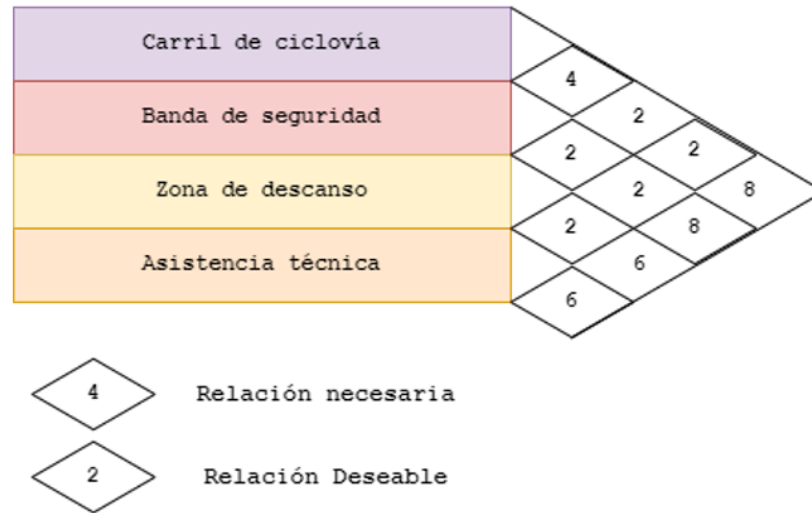 Carril de ciclovía
4
2
Banda de seguridad
2
2
2
8
Zona de descanso
2
8
Asistencia técnica
6
6
4 Relación necesaria
2 Relación Deseable